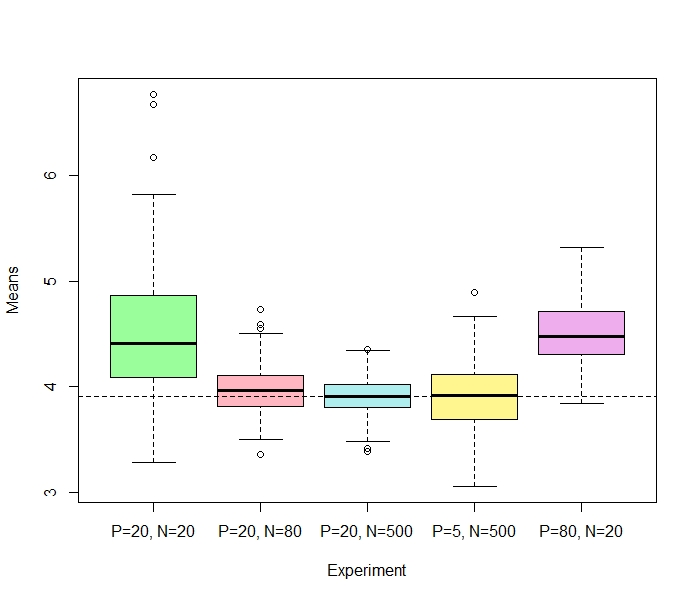 Means
6
5
4
3
P=20, N=20 P=20, N=80 P=20, N=500 P=5, N=500 P=80, N=20
Experiment